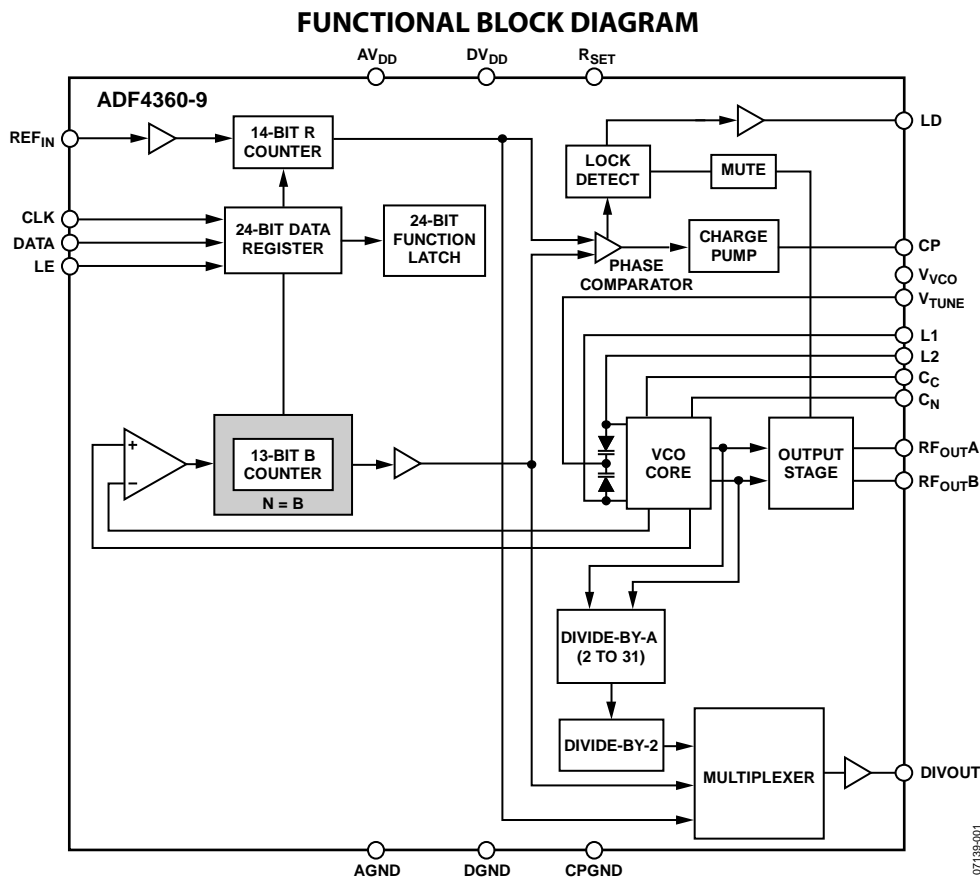 FUNCTIONAL BLOCK DIAGRAM
AVDD
DVDD
RSET
ADF4360-9
REFIN
14-BIT R
COUNTER
LD
LOCK
DETECT
MUTE
CLK
DATA
LE
24-BIT DATA
REGISTER
24-BIT
FUNCTION
LATCH
PHASE
COMPARATOR
CHARGE
PUMP
CP
VVCO
VTUNE
L1
L2
CC
CN
+
−
13-BIT B
COUNTER
N = B
VCO
CORE
OUTPUT
STAGE
RFOUTA
RFOUTB
DIVIDE-BY-A
(2 TO 31)
DIVIDE-BY-2
MULTIPLEXER
DIVOUT
AGND
DGND
CPGND
07139-001